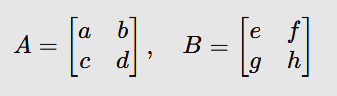 A = [a b; c d], B = [e f; g h]